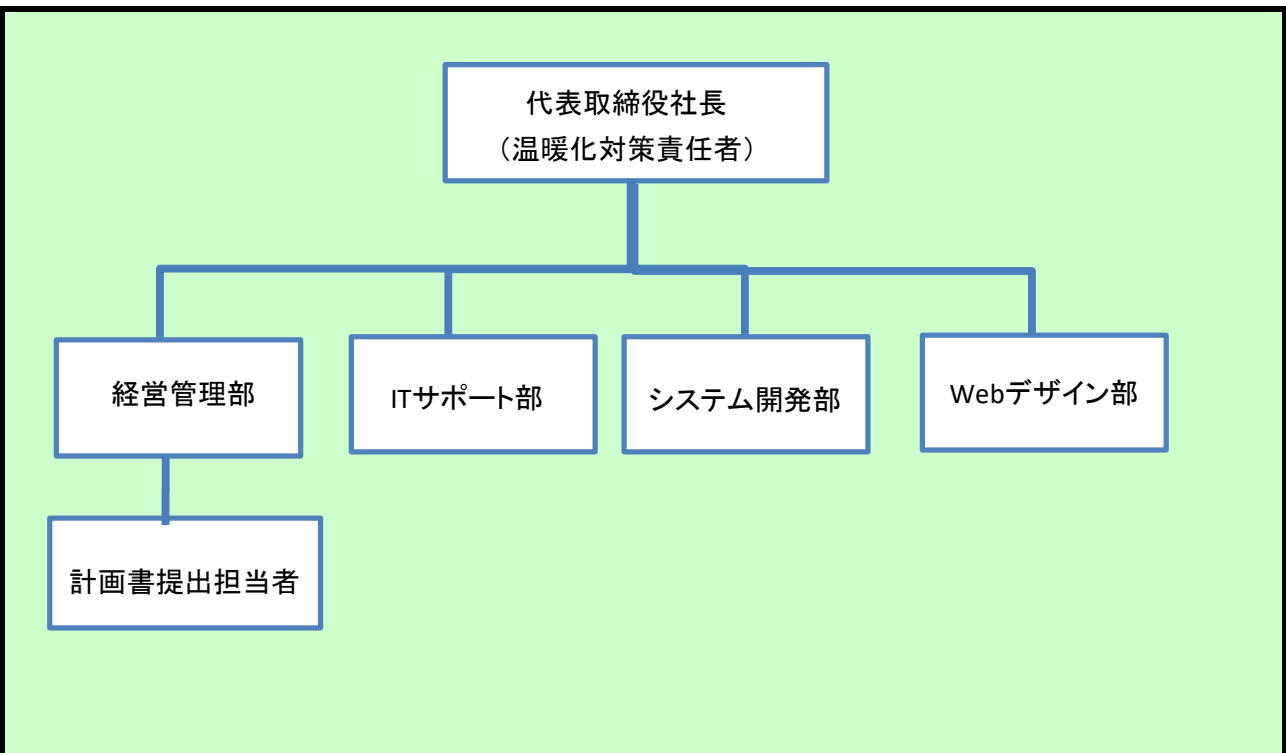 代表取締役社長
（温暖化対策責任者）
経営管理部
ITサポート部
システム開発部
Webデザイン部
計画書提出担当者